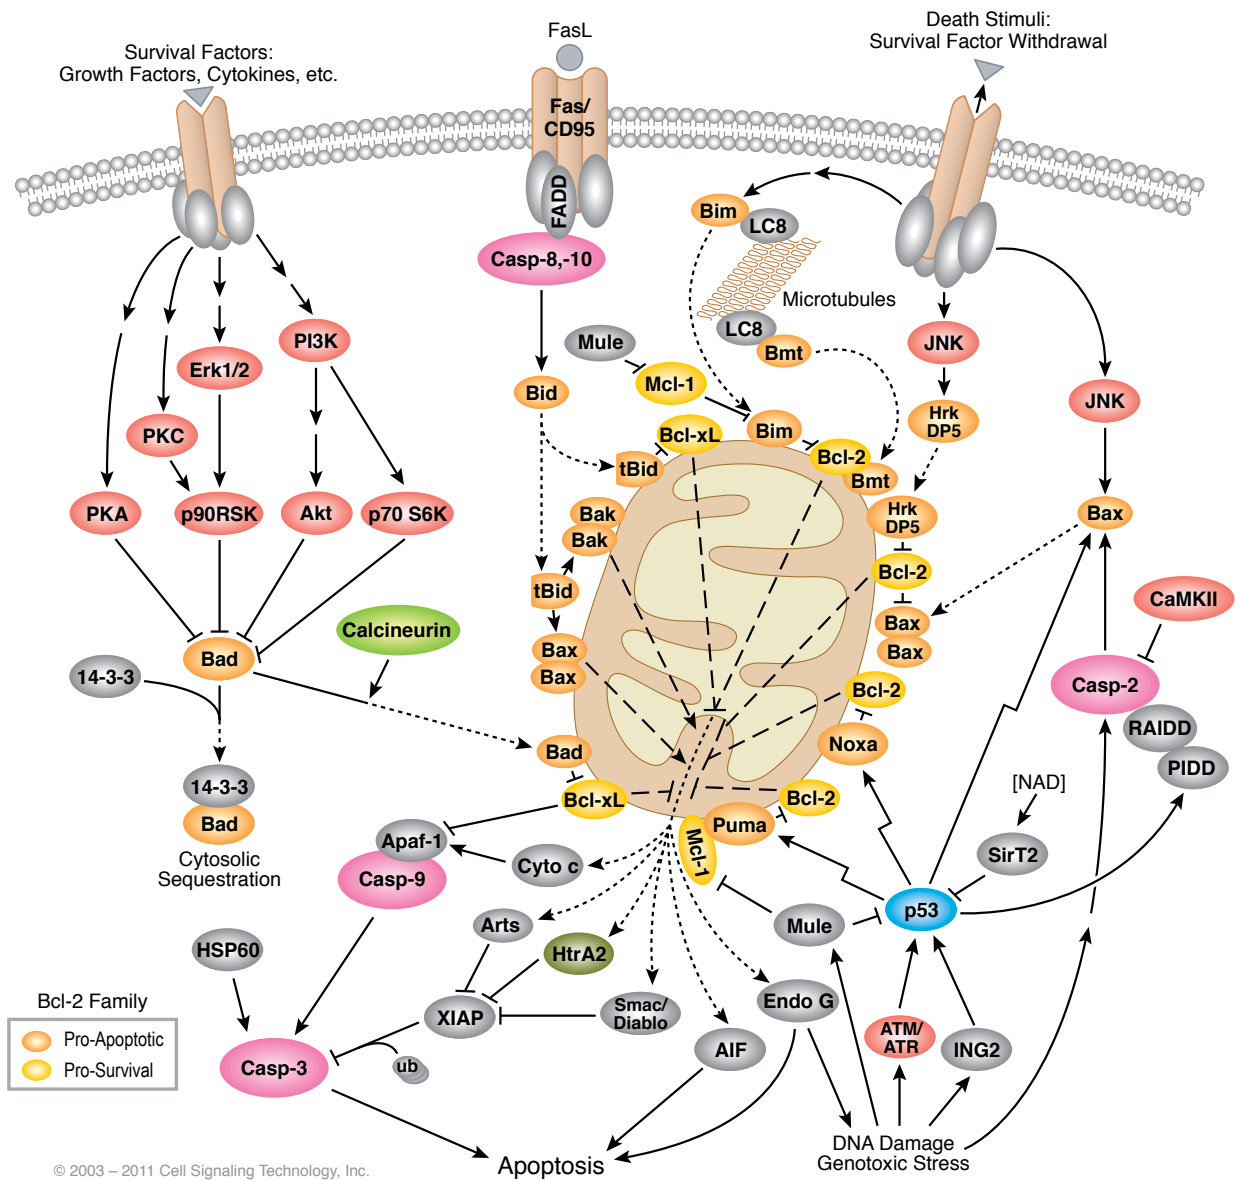 Survival Factors:
Growth Factors, Cytokines, etc.
FasL
Death Stimuli:
Survival Factor Withdrawal
Fas/
CD95
FADD
Casp-8,-10
Bim
LC8
Microtubules
LC8
Bmt
Mule
Mcl-1
JNK
Hrk
DP5
JNK
PI3K
Erk1/2
PKC
PKA
p90RSK
Akt
p70 S6K
Bid
Bcl-xL
tBid
Bim
Bcl-2
Bmt
Bak
Bak
Hrk
DP5
Bax
tBid
Bcl-2
Bax
Bax
CaMKII
Calcineurin
Bad
14-3-3
Bax
Bax
Casp-2
RAIDD
PIDD
Bcl-2
Noxa
Bad
Bcl-xL
Bcl-2
Puma
Mcl-1
14-3-3
Bad
Cytosolic
Sequestration
Apaf-1
Casp-9
Cyto c
[NAD]
SirT2
p53
Mule
Arts
HtrA2
HSP60
XIAP
Smac/
Diablo
Endo G
AIF
ATM/
ATR
ING2
Bcl-2 Family
Pro-Apoptotic
Pro-Survival
Casp-3
ub
DNA Damage
Genotoxic Stress
Apoptosis
© 2003 – 2011 Cell Signaling Technology, Inc.